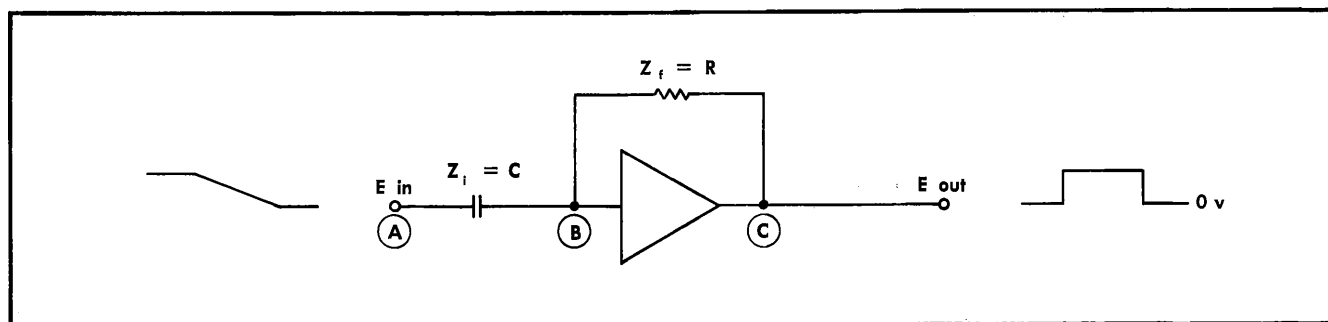 Z f = R
Z i = C
E in
E out
A
B
C
0 v